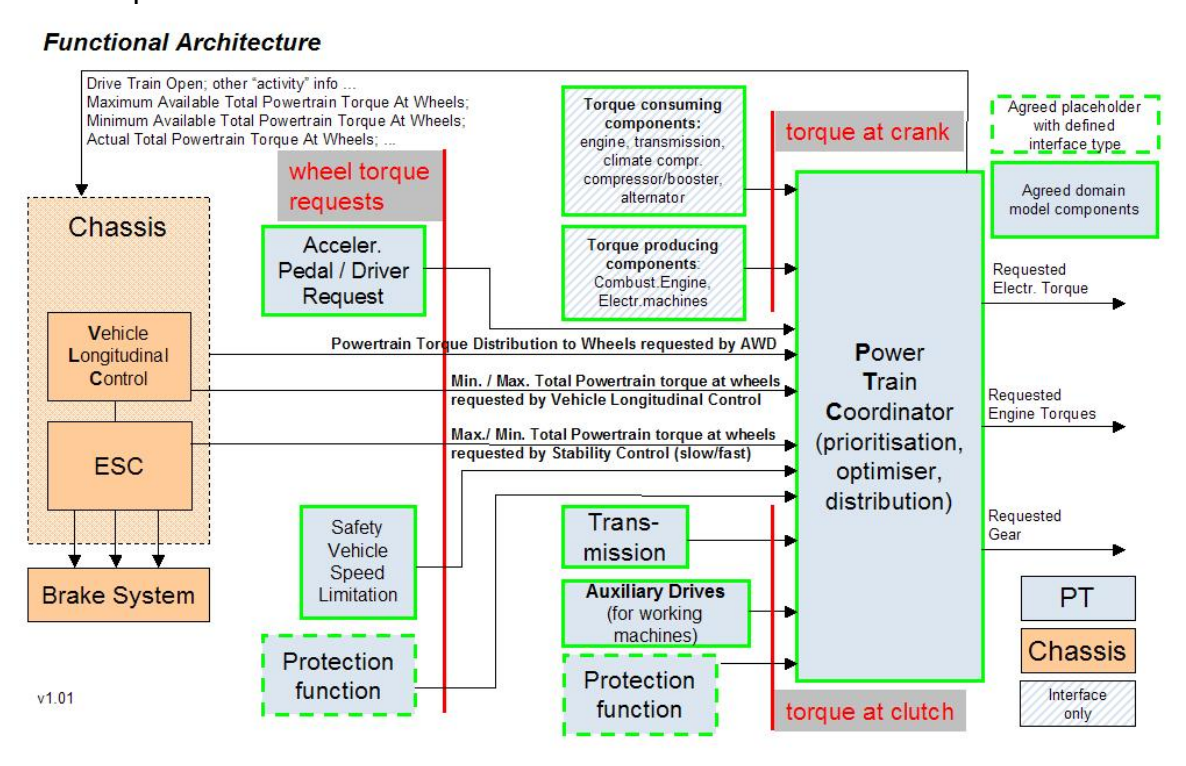 Functional Architecture
Drive Train Open; other “activity” info ...
Maximum Available Total Powertrain Torque At Wheels;
Minimum Available Total Powertrain Torque At Wheels;
Actual Total Powertrain Torque At Wheels; ...
wheel torque
requests
Chassis
Vehicle
Longitudinal
Control
ESC
Brake System
Acceler.
Pedal / Driver
Request
Torque consuming
components:
engine, transmission,
climate compr.
compressor/booster,
alternator
Torque producing
components:
Combust.Engine,
Electr.machines
torque at crank
Powertrain Torque Distribution to Wheels requested by AWD
Min. / Max. Total Powertrain torque at wheels
requested by Vehicle Longitudinal Control
Max./ Min. Total Powertrain torque at wheels
requested by Stability Control (slow/fast)
Safety
Vehicle
Speed
Limitation
Protection
function
Trans-
mission
Auxiliary Drives
(for working
machines)
Protection
function
torque at clutch
Power
Train
Coordinator
(prioritisation,
optimiser,
distribution)
Agreed placeholder
with defined
interface type
Agreed domain
model components
Requested
Electr. Torque
Requested
Engine Torques
Requested
Gear
PT
Chassis
Interface
only
v1.01